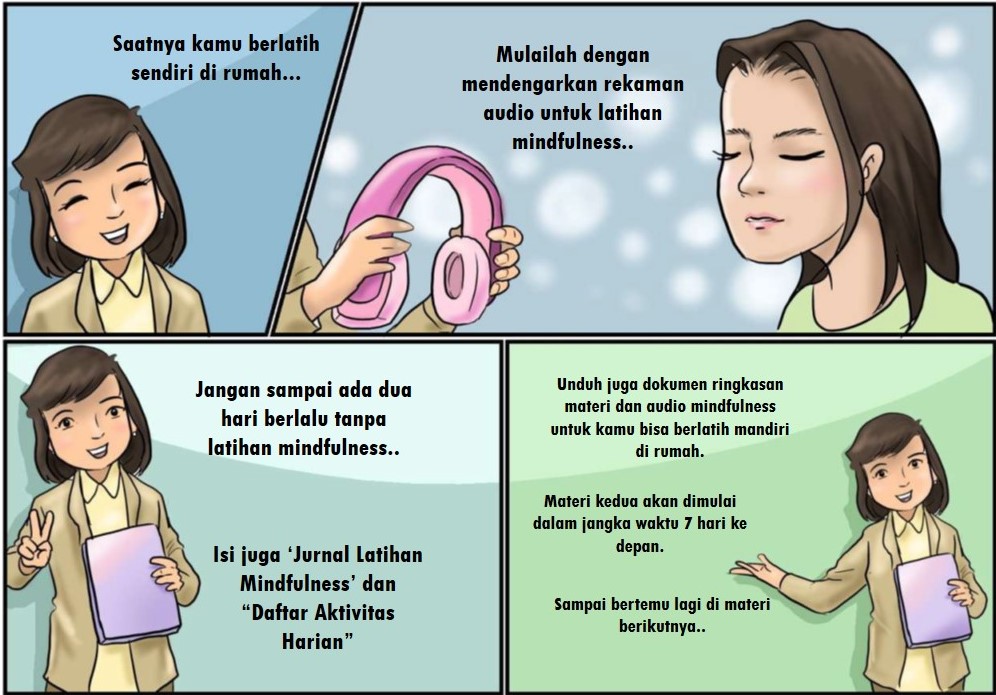 Saatnya kamu berlatih
sendiri di rumah...
Mulailah dengan
mendengarkan rekaman
audio untuk latihan
mindfulness..
Jangan sampai ada dua
hari berlalu tanpa
latihan mindfulness..
Isi juga ‘Jurnal Latihan
Mindfulness’ dan
“Daftar Aktivitas
Harian”
Unduh juga dokumen ringkasan
materi dan audio mindfulness
untuk kamu bisa berlatih mandiri
di rumah.
Materi kedua akan dimulai
dalam jangka waktu 7 hari ke
depan.
Sampai bertemu lagi di materi
berikutnya..